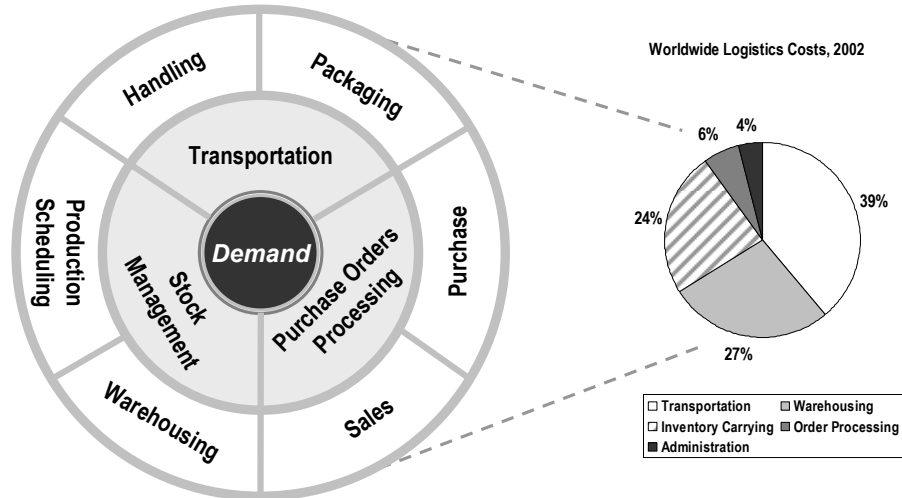 Handling
Packaging
Transportation
Production
Scheduling
Demand
Purchase
Stock
Management
Purchase Orders
Processing
Warehousing
Sales
Worldwide Logistics Costs, 2002
6%
4%
39%
24%
27%
Transportation
Warehousing
Inventory Carrying
Order Processing
Administration